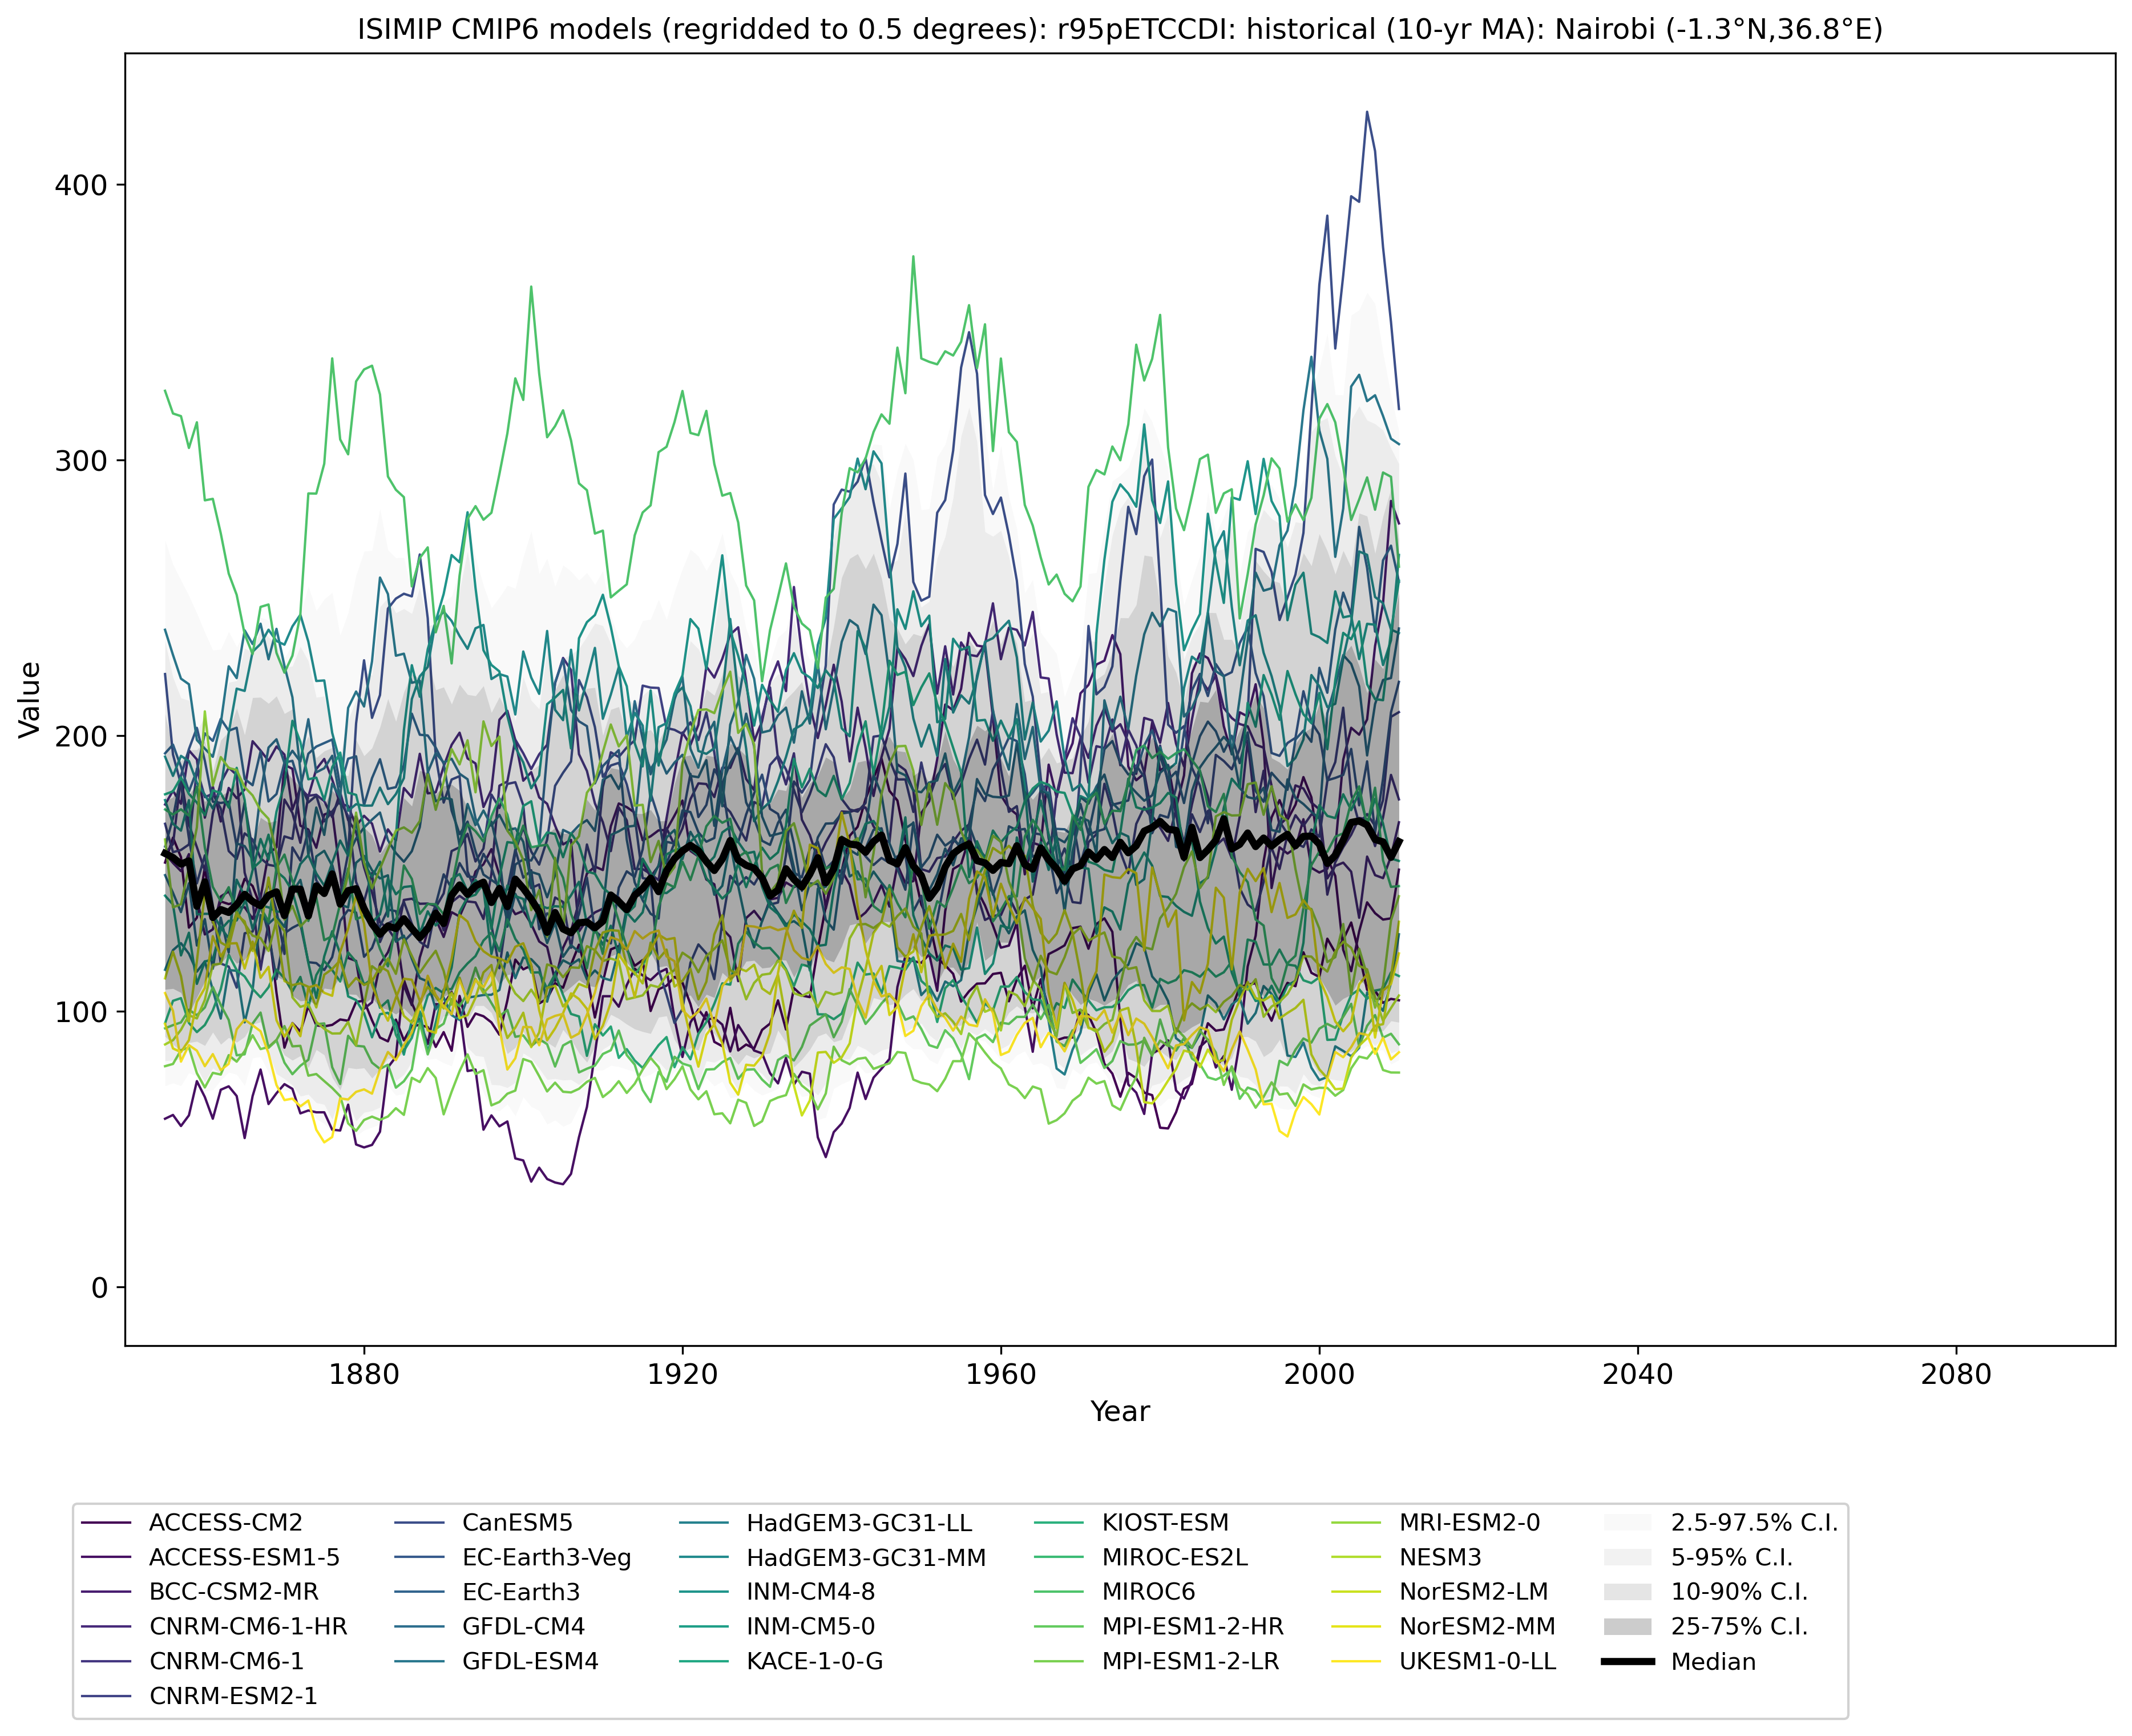 ISIMIP CMIP6 models (regridded to 0.5 degrees): r95pETCCDI: historical (10-yr MA): Nairobi (-1.3°N,36.8°E)
400
300
200
100
0
Value
1880 1920 1960 2000 2040 2080
Year
ACCESS-CM2 CanESM5 HadGEM3-GC31-LL KIOST-ESM MRI-ESM2-0 2.5-97.5% C.I.
ACCESS-ESM1-5 EC-Earth3-Veg HadGEM3-GC31-MM MIROC-ES2L NESM3 5-95% C.I.
BCC-CSM2-MR EC-Earth3 INM-CM4-8 MIROC6 NorESM2-LM 10-90% C.I.
CNRM-CM6-1-HR GFDL-CM4 INM-CM5-0 MPI-ESM1-2-HR NorESM2-MM 25-75% C.I.
CNRM-CM6-1 GFDL-ESM4 KACE-1-0-G MPI-ESM1-2-LR UKESM1-0-LL Median
CNRM-ESM2-1